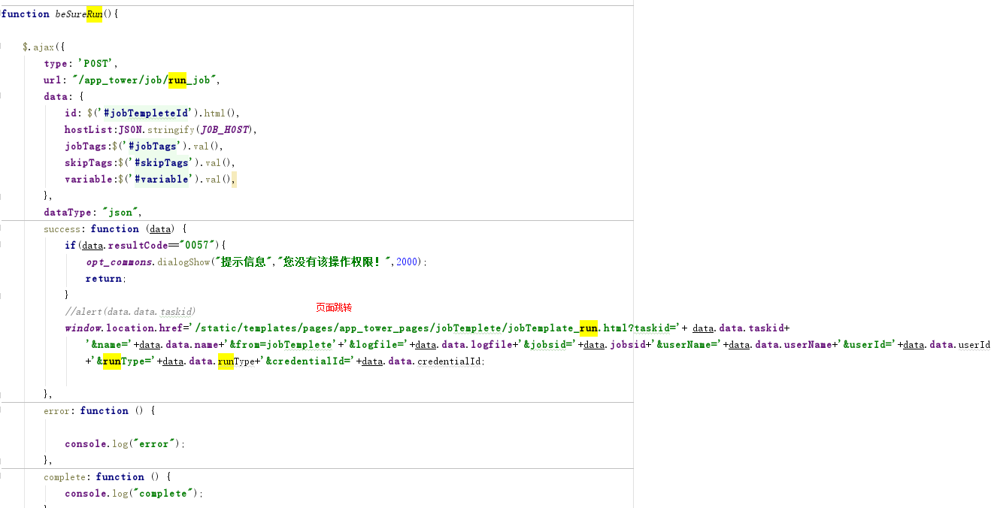 function beSureRun(){
$.ajax({
type: 'POST',
url: "/app_tower/job/run_job",
data: {
id: $('#jobTempleteId').html(),
hostList:JSON.stringify(JOB_HOST),
jobTags:$('#jobTags').val(),
skipTags:$('#skipTags').val(),
variable:$('#variable').val(),
},
dataType: "json",
success: function (data) {
if(data.resultCode=="0057"){
opt_commons.dialogShow("提示信息","您没有该操作权限！",2000);
return;
}
//alert(data.data.taskid)
页面跳转
window.location.href='/static/templates/pages/app_tower_pages/jobTemplete/jobTemplate_run.html?taskid='+ data.data.taskid+
'&name='+data.data.name+'&from=jobTemplete'+'&logfile='+data.data.logfile+'&jobsid='+data.jobsid+'&userName='+data.data.userName+'&userId='+data.data.userId
+'&runType='+data.data.runType+'&credentialId='+data.data.credentialId;
},
error: function () {
console.log("error");
},
complete: function () {
console.log("complete");